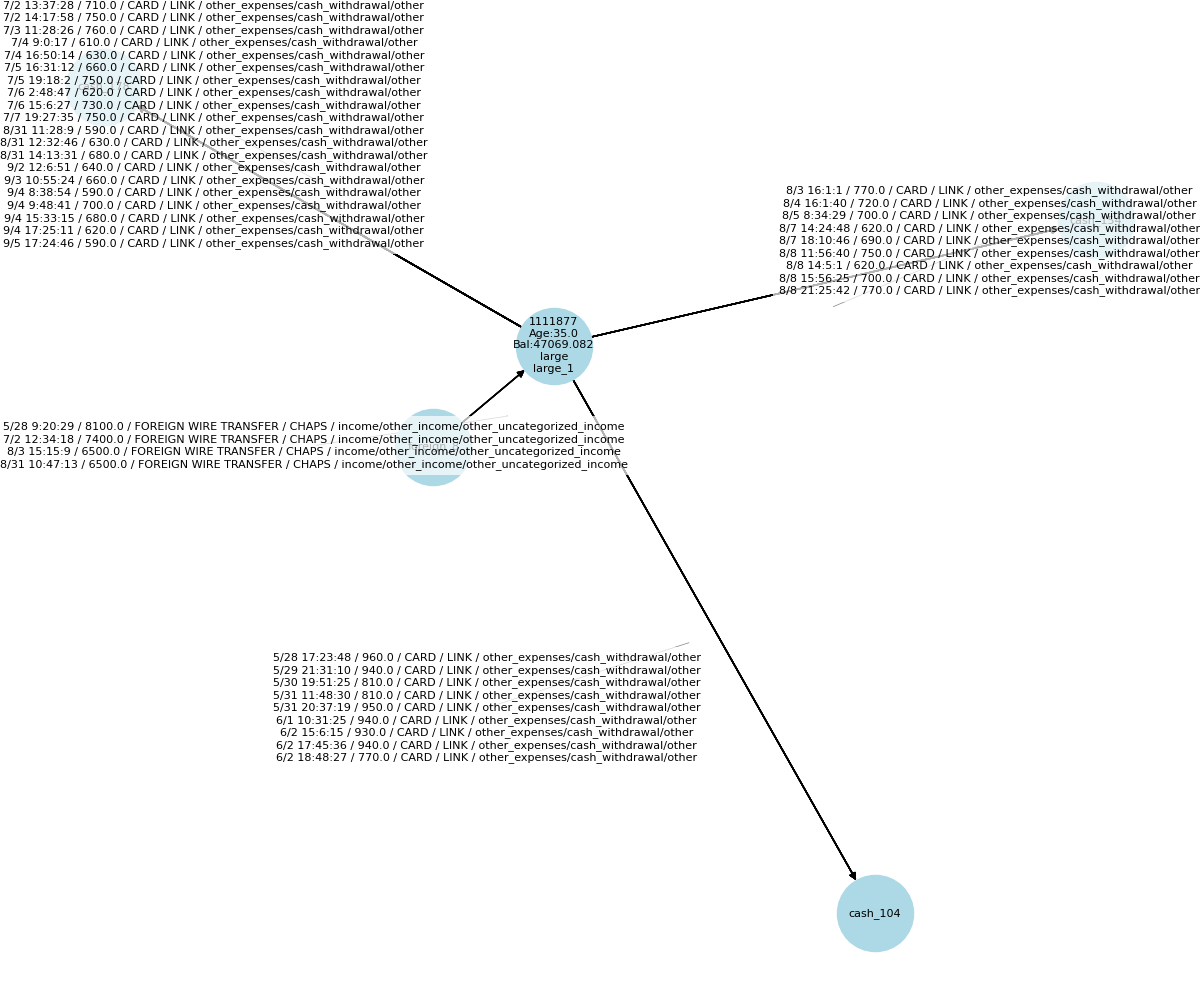 7/2 13:37:28 / 710.0 / CARD / LINK / other_expenses/cash_withdrawal/other
7/2 14:17:58 / 750.0 / CARD / LINK / other_expenses/cash_withdrawal/other
7/3 11:28:26 / 760.0 / CARD / LINK / other_expenses/cash_withdrawal/other
7/4 9:0:17 / 610.0 / CARD / LINK / other_expenses/cash_withdrawal/other
7/4 16:50:14 / 630.0 / CARD / LINK / other_expenses/cash_withdrawal/other
7/5 16:31:12 / 660.0 / CARD / LINK / other_expenses/cash_withdrawal/other
7/5 19:18:2 / 750.0 / CARD / LINK / other_expenses/cash_withdrawal/other
7/6 2:48:47 / 620.0 / CARD / LINK / other_expenses/cash_withdrawal/other
7/6 15:6:27 / 730.0 / CARD / LINK / other_expenses/cash_withdrawal/other
7/7 19:27:35 / 750.0 / CARD / LINK / other_expenses/cash_withdrawal/other
8/31 11:28:9 / 590.0 / CARD / LINK / other_expenses/cash_withdrawal/other
8/31 12:32:46 / 630.0 / CARD / LINK / other_expenses/cash_withdrawal/other
8/31 14:13:31 / 680.0 / CARD / LINK / other_expenses/cash_withdrawal/other
9/2 12:6:51 / 640.0 / CARD / LINK / other_expenses/cash_withdrawal/other
9/3 10:55:24 / 660.0 / CARD / LINK / other_expenses/cash_withdrawal/other
9/4 8:38:54 / 590.0 / CARD / LINK / other_expenses/cash_withdrawal/other
9/4 9:48:41 / 700.0 / CARD / LINK / other_expenses/cash_withdrawal/other
9/4 15:33:15 / 680.0 / CARD / LINK / other_expenses/cash_withdrawal/other
9/4 17:25:11 / 620.0 / CARD / LINK / other_expenses/cash_withdrawal/other
9/5 17:24:46 / 590.0 / CARD / LINK / other_expenses/cash_withdrawal/other
8/3 16:1:1 / 770.0 / CARD / LINK / other_expenses/cash_withdrawal/other
8/4 16:1:40 / 720.0 / CARD / LINK / other_expenses/cash_withdrawal/other
8/5 8:34:29 / 700.0 / CARD / LINK / other_expenses/cash_withdrawal/other
8/7 14:24:48 / 620.0 / CARD / LINK / other_expenses/cash_withdrawal/other
8/7 18:10:46 / 690.0 / CARD / LINK / other_expenses/cash_withdrawal/other
8/8 11:56:40 / 750.0 / CARD / LINK / other_expenses/cash_withdrawal/other
8/8 14:5:1 / 620.0 / CARD / LINK / other_expenses/cash_withdrawal/other
8/8 15:56:25 / 700.0 / CARD / LINK / other_expenses/cash_withdrawal/other
8/8 21:25:42 / 770.0 / CARD / LINK / other_expenses/cash_withdrawal/other
1111877
Age:35.0
Bal:47069.082
large
large_1
5/28 9:20:29 / 8100.0 / FOREIGN WIRE TRANSFER / CHAPS / income/other_income/other_uncategorized_income
7/2 12:34:18 / 7400.0 / FOREIGN WIRE TRANSFER / CHAPS / income/other_income/other_uncategorized_income
8/3 15:15:9 / 6500.0 / FOREIGN WIRE TRANSFER / CHAPS / income/other_income/other_uncategorized_income
8/31 10:47:13 / 6500.0 / FOREIGN WIRE TRANSFER / CHAPS / income/other_income/other_uncategorized_income
5/28 17:23:48 / 960.0 / CARD / LINK / other_expenses/cash_withdrawal/other
5/29 21:31:10 / 940.0 / CARD / LINK / other_expenses/cash_withdrawal/other
5/30 19:51:25 / 810.0 / CARD / LINK / other_expenses/cash_withdrawal/other
5/31 11:48:30 / 810.0 / CARD / LINK / other_expenses/cash_withdrawal/other
5/31 20:37:19 / 950.0 / CARD / LINK / other_expenses/cash_withdrawal/other
6/1 10:31:25 / 940.0 / CARD / LINK / other_expenses/cash_withdrawal/other
6/2 15:6:15 / 930.0 / CARD / LINK / other_expenses/cash_withdrawal/other
6/2 17:45:36 / 940.0 / CARD / LINK / other_expenses/cash_withdrawal/other
6/2 18:48:27 / 770.0 / CARD / LINK / other_expenses/cash_withdrawal/other
cash_104